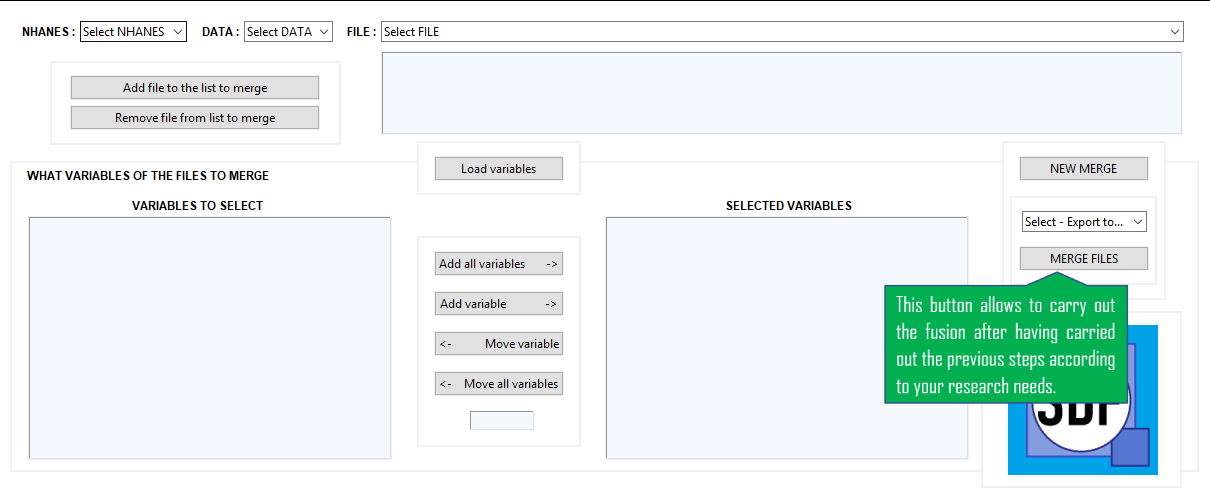 NHANES : Select NHANES DATA : Select DATA FILE : Select FILE
Add file to the list to merge
Remove file from list to merge
Load variables
NEW MERGE
WHAT VARIABLES OF THE FILES TO MERGE
VARIABLES TO SELECT
SELECTED VARIABLES
Select - Export to...
MERGE FILES
Add all variables ->
Add variable ->
<- Move variable
<- Move all variables
This button allows to carry out
the fusion after having carried
out the previous steps according
to your research needs.